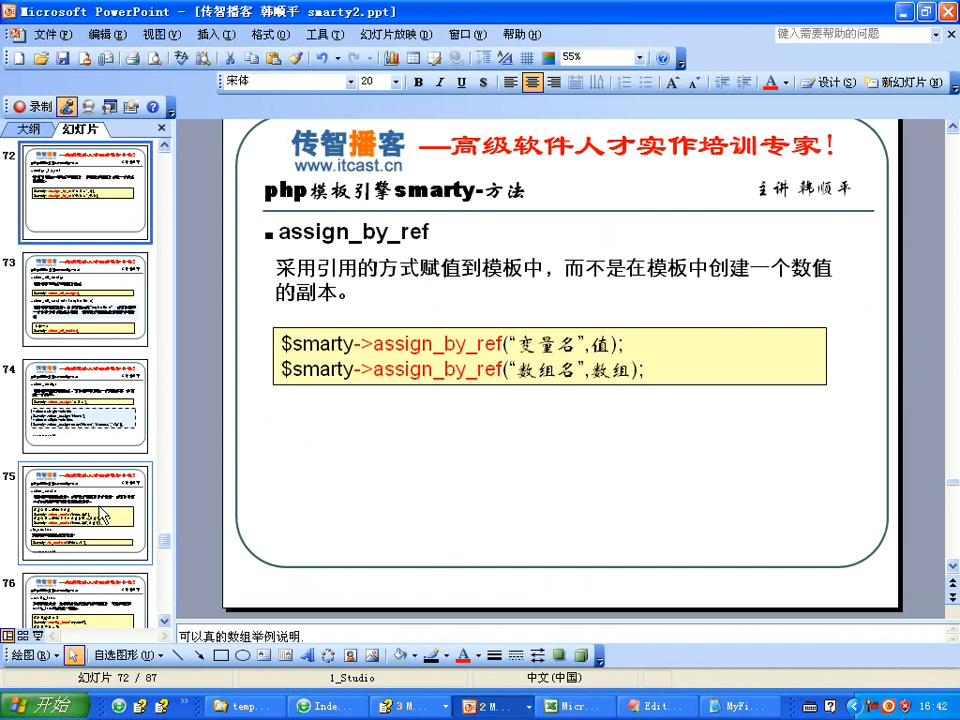 Microsoft PowerPoint - [传智播客 韩顺平 smarty2.ppt]
文件(F) 编辑(E) 视图(V) 插入(I) 格式(O) 工具(T) 幻灯片放映(D) 窗口(W) 帮助(H) 键入需要帮助的问题
55%
宋体 20 B I U S A A A 设计(S) 新幻灯片(N)
录制
大纲 幻灯片
72
73
74
75
76
传智播客 —高级软件人才实作培训专家!
www.itcast.cn
php模板引擎smarty-方法 主讲 韩顺平
assign_by_ref
采用引用的方式赋值到模板中，而不是在模板中创建一个数值
的副本。
$smarty->assign_by_ref(“变量名”,值);
$smarty->assign_by_ref(“数组名”,数组);
可以真的数组举例说明.
绘图(R) 自选图形(U) A
幻灯片 72 / 87 1_Studio 中文(中国)
开始 temp... Inde... 3 M... 2 M... Micr... Edit... MyFi... 16:42